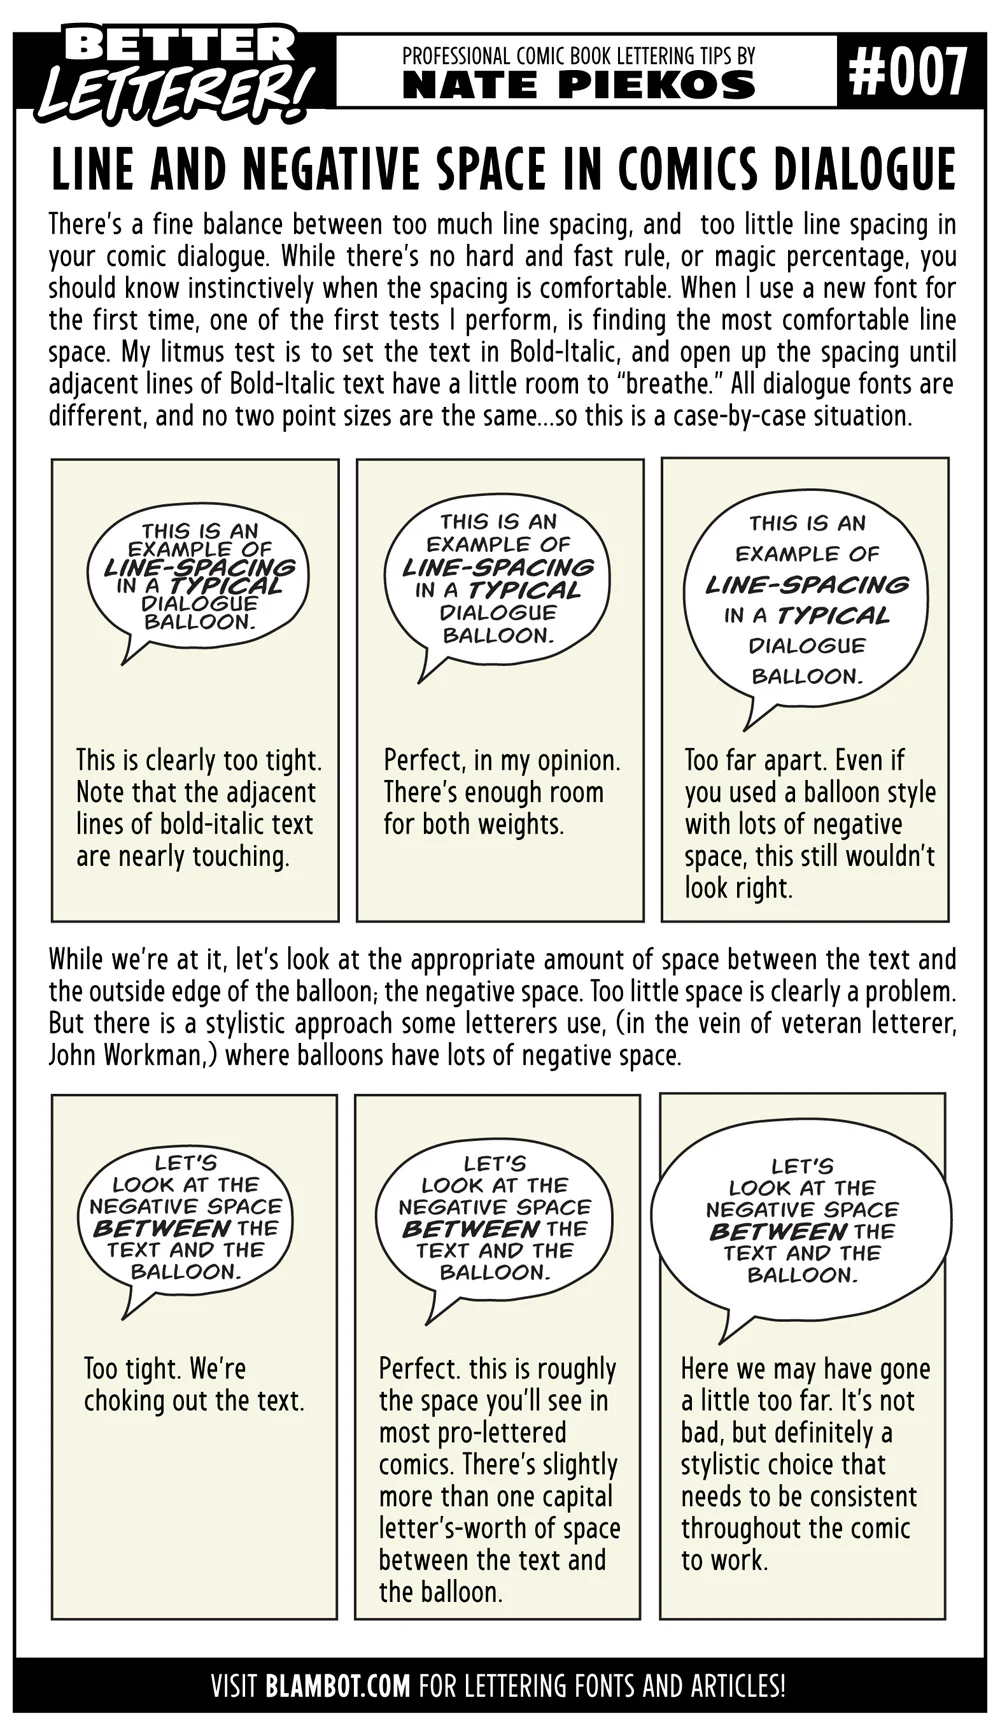 BETTER
LETTERER!
PROFESSIONAL COMIC BOOK LETTERING TIPS BY
NATE PIEKOS
#007
LINE AND NEGATIVE SPACE IN COMICS DIALOGUE
There's a fine balance between too much line spacing, and too little line spacing in
your comic dialogue. While there's no hard and fast rule, or magic percentage, you
should know instinctively when the spacing is comfortable. When I use a new font for
the first time, one of the first tests I perform, is finding the most comfortable line
space. My litmus test is to set the text in Bold-Italic, and open up the spacing until
adjacent lines of Bold-Italic text have a little room to “breathe.” All dialogue fonts are
different, and no two point sizes are the same...so this is a case-by-case situation.
THIS IS AN
EXAMPLE OF
LINE-SPACING
IN A TYPICAL
DIALOGUE
BALLOON.
This is clearly too tight.
Note that the adjacent
lines of bold-italic text
are nearly touching.
THIS IS AN
EXAMPLE OF
LINE-SPACING
IN A TYPICAL
DIALOGUE
BALLOON.
Perfect, in my opinion.
There's enough room
for both weights.
THIS IS AN
EXAMPLE OF
LINE-SPACING
IN A TYPICAL
DIALOGUE
BALLOON.
Too far apart. Even if
you used a balloon style
with lots of negative
space, this still wouldn't
look right.
While we're at it, let's look at the appropriate amount of space between the text and
the outside edge of the balloon; the negative space. Too little space is clearly a problem.
But there is a stylistic approach some letterers use, (in the vein of veteran letterer,
John Workman,) where balloons have lots of negative space.
LET'S
LOOK AT THE
NEGATIVE SPACE
BETWEEN THE
TEXT AND THE
BALLOON.
Too tight. We're
choking out the text.
LET'S
LOOK AT THE
NEGATIVE SPACE
BETWEEN THE
TEXT AND THE
BALLOON.
Perfect. this is roughly
the space you'll see in
most pro-lettered
comics. There's slightly
more than one capital
letter's-worth of space
between the text and
the balloon.
LET'S
LOOK AT THE
NEGATIVE SPACE
BETWEEN THE
TEXT AND THE
BALLOON.
Here we may have gone
a little too far. It's not
bad, but definitely a
stylistic choice that
needs to be consistent
throughout the comic
to work.
VISIT BLAMBOT.COM FOR LETTERING FONTS AND ARTICLES!